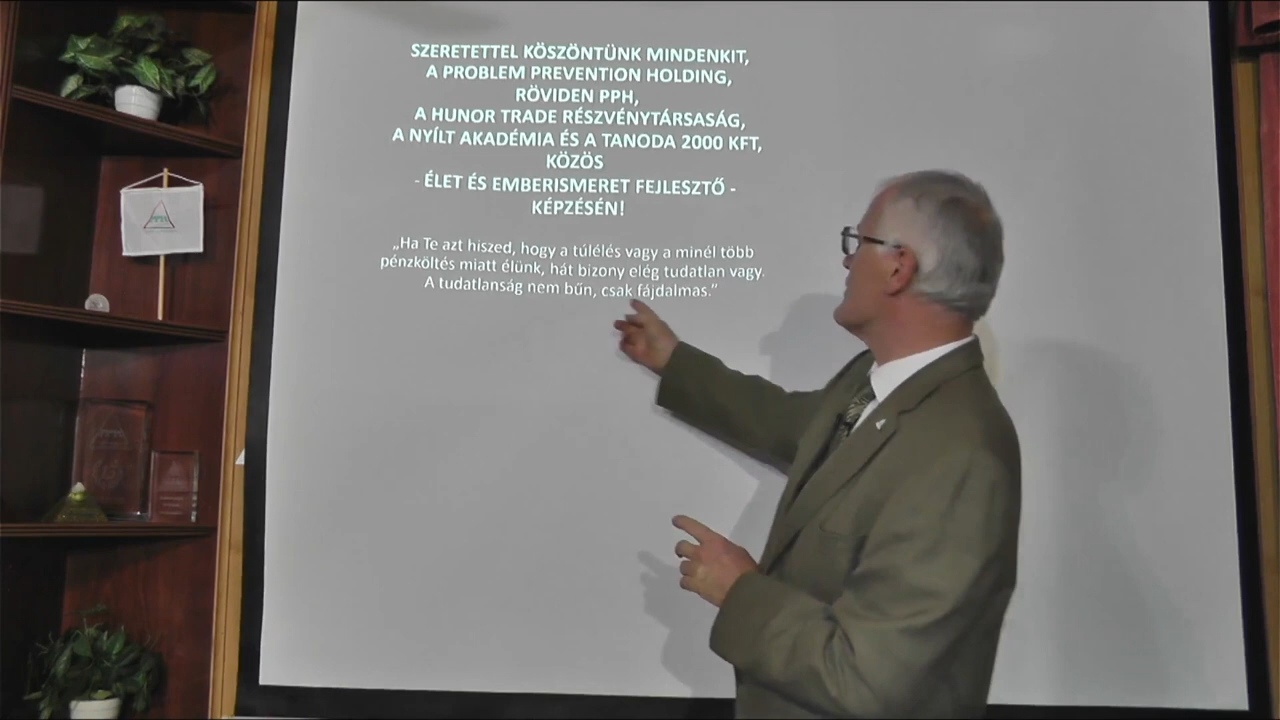 SZERETETTEL KÖSZÖNTÜNK MINDENKIT,
A PROBLEM PREVENTION HOLDING,
RÖVIDEN PPH,
A HUNOR TRADE RÉSZVÉNYTÁRSASÁG,
A NYÍLT AKADÉMIA ÉS A TANODA 2000 KFT,
KÖZÖS
- ÉLET ÉS EMBERISMERET FEJLESZTŐ -
KÉPZÉSÉN!
„Ha Te azt hiszed, hogy a túlélés vagy a minél több
pénzköltés miatt élünk, hát bizony elég tudatlan vagy.
A tudatlanság nem bűn, csak fájdalmas.”